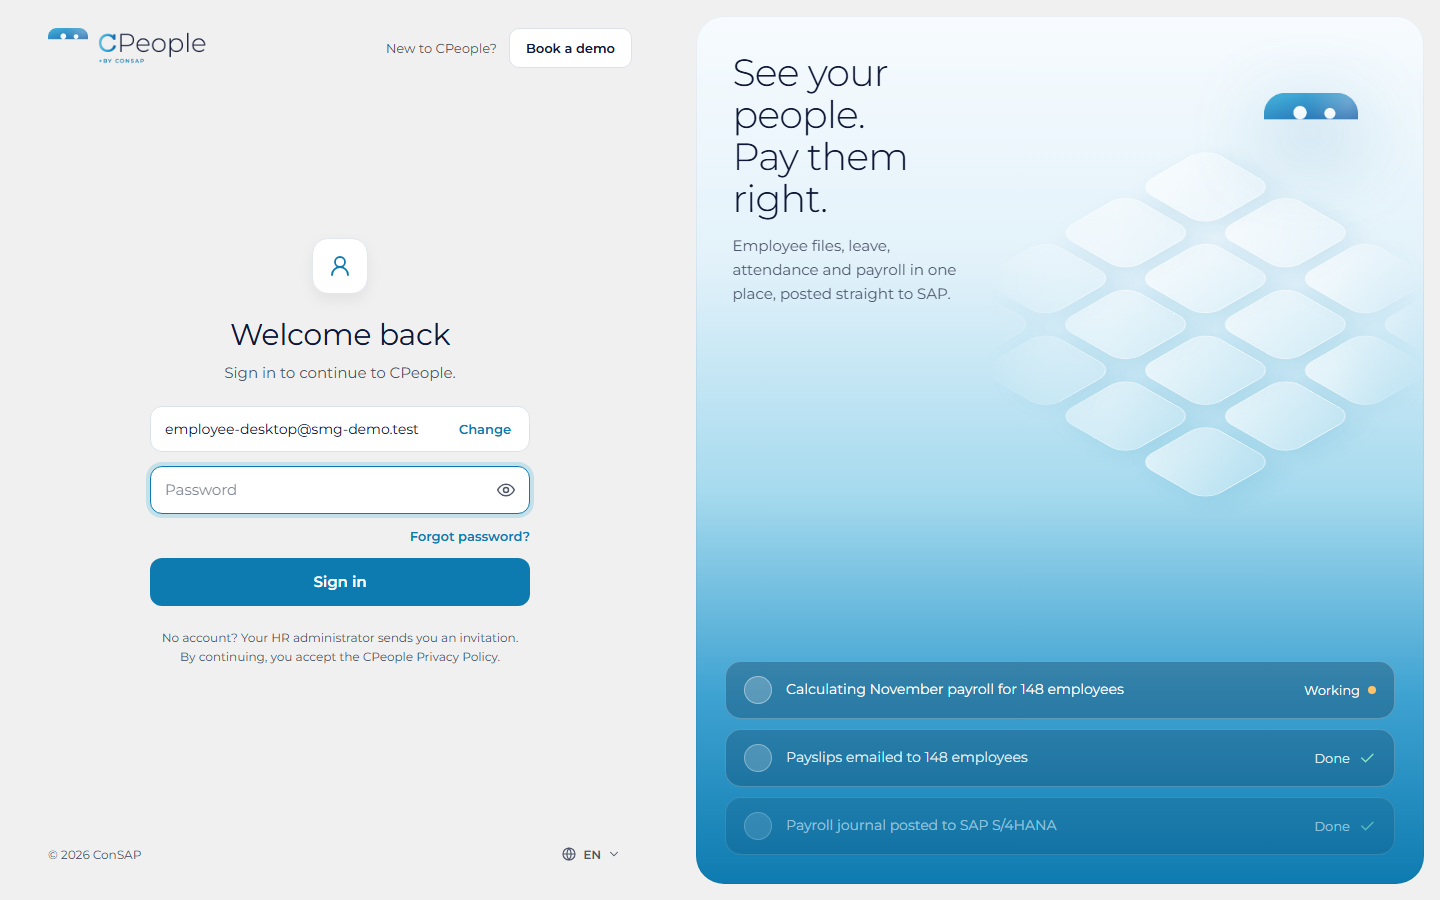 CPeople
BY CONSAP
New to CPeople?
Book a demo
Welcome back
Sign in to continue to CPeople.
employee-desktop@smg-demo.test
Change
Password
Forgot password?
Sign in
No account? Your HR administrator sends you an invitation.
By continuing, you accept the CPeople Privacy Policy.
© 2026 ConSAP
EN
See your
people.
Pay them
right.
Employee files, leave,
attendance and payroll in one
place, posted straight to SAP.
Calculating November payroll for 148 employees
Working
Payslips emailed to 148 employees
Done
Payroll journal posted to SAP S/4HANA
Done